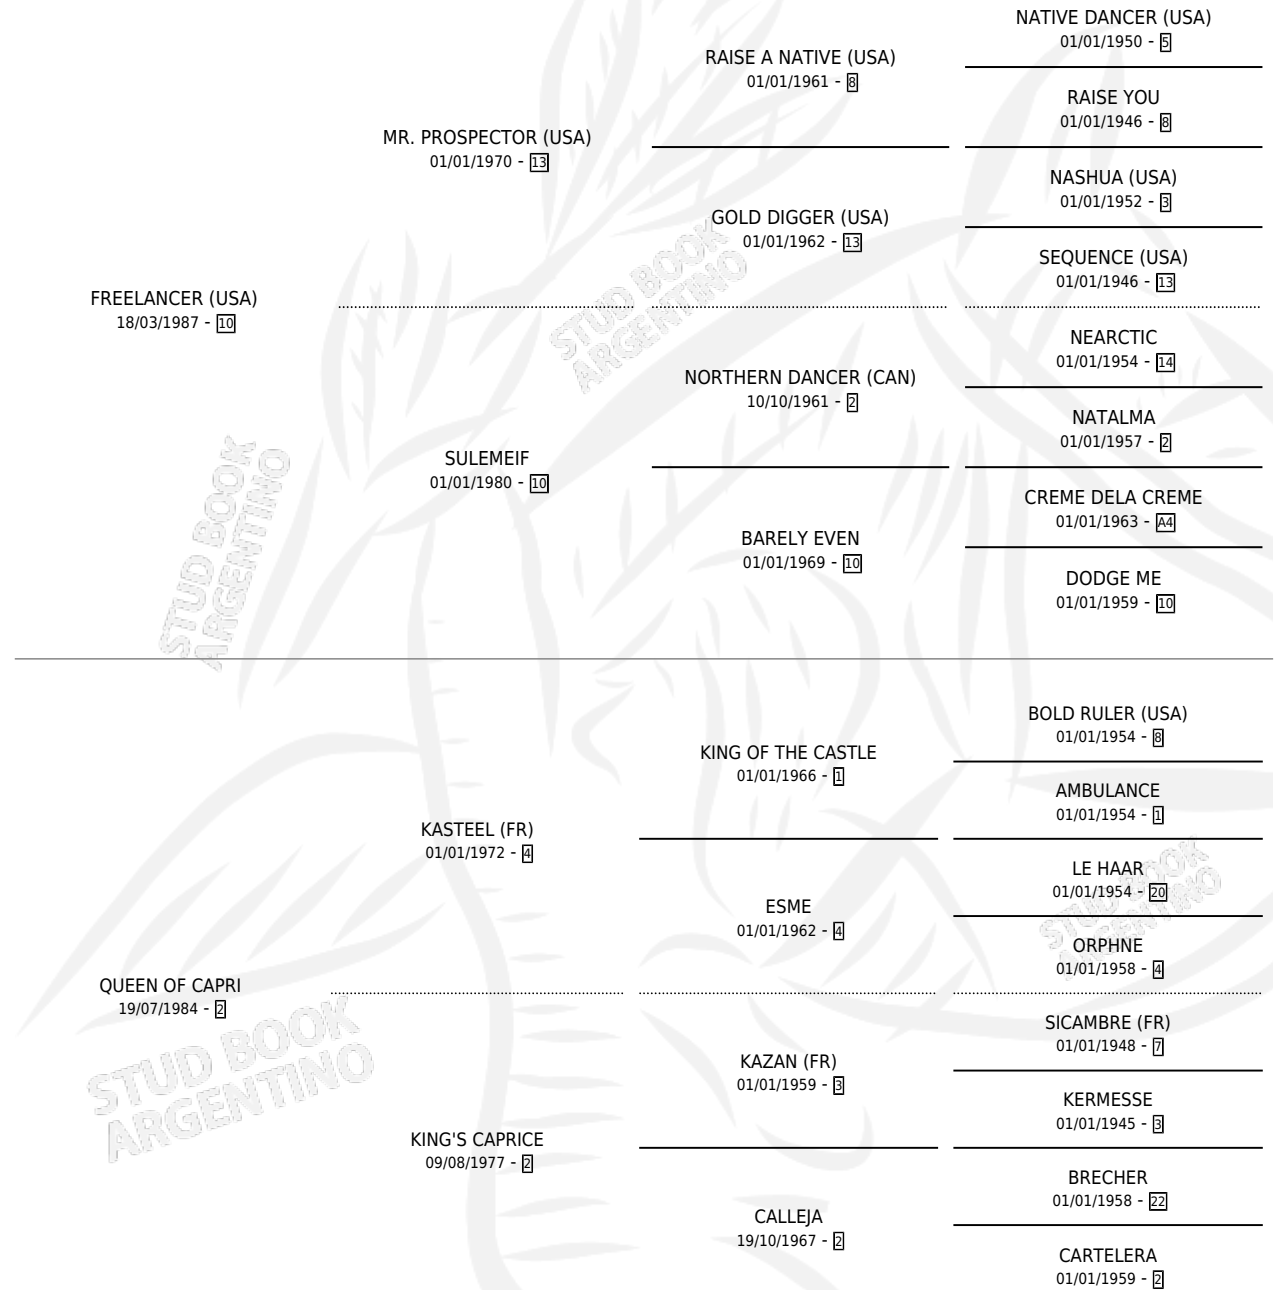 NATIVE DANCER (USA)
01/01/1950 - 5
RAISE A NATIVE (USA)
01/01/1961 - 8
RAISE YOU
01/01/1946 - 8
MR. PROSPECTOR (USA)
01/01/1970 - 13
NASHUA (USA)
01/01/1952 - 3
GOLD DIGGER (USA)
01/01/1962 - 13
SEQUENCE (USA)
01/01/1946 - 13
FREELANCER (USA)
18/03/1987 - 10
STUD BOOK
ARGENTINO
NEARCTIC
01/01/1954 - 14
NORTHERN DANCER (CAN)
10/10/1961 - 2
NATALMA
01/01/1957 - 2
SULEMEIF
01/01/1980 - 10
CREME DELA CREME
01/01/1963 - A4
BARELY EVEN
01/01/1969 - 10
DODGE ME
01/01/1959 - 10
STUD BOOK
ARGENTINO
BOLD RULER (USA)
01/01/1954 - 8
KING OF THE CASTLE
01/01/1966 - 1
AMBULANCE
01/01/1954 - 1
KASTEEL (FR)
01/01/1972 - 4
LE HAAR
01/01/1954 - 20
ESME
01/01/1962 - 4
ORPHNE
01/01/1958 - 4
STUD BOOK
ARGENTINO
QUEEN OF CAPRI
19/07/1984 - 2
SICAMBRE (FR)
01/01/1948 - 7
KAZAN (FR)
01/01/1959 - 3
KERMESSE
01/01/1945 - 3
STUD BOOK
ARGENTINO
KING'S CAPRICE
09/08/1977 - 2
BRECHER
01/01/1958 - 22
CALLEJA
19/10/1967 - 2
CARTELERA
01/01/1959 - 2